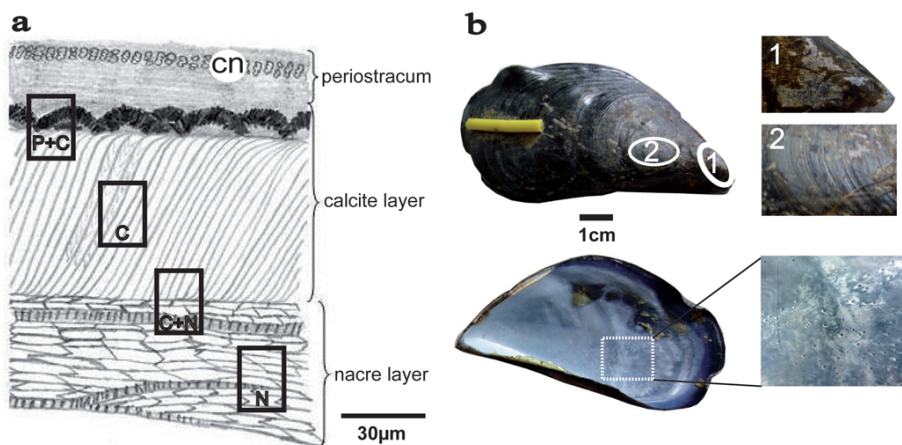 a
cn
periostracum
P+C
C
calcite layer
C+N
N
nacre layer
30µm
b
2
1
1cm
1
2